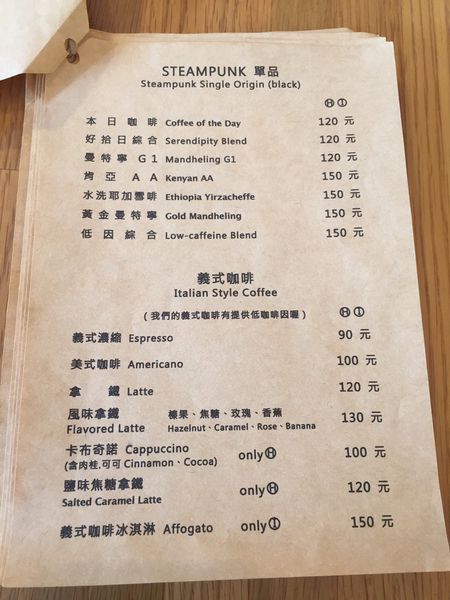 STEAMPUNK 單品
Steampunk Single Origin (black)
Ⓗ Ⓘ
本日咖啡 Coffee of the Day 120 元
好拾日綜合 Serendipity Blend 120 元
曼特寧 G1 Mandheling G1 120 元
肯亞 AA Kenyan AA 150 元
水洗耶加雪啡 Ethiopia Yirzacheffe 150 元
黃金曼特寧 Gold Mandheling 150 元
低因綜合 Low-caffeine Blend 150 元
義式咖啡
Italian Style Coffee
(我們的義式咖啡有提供低咖啡因喔) Ⓗ Ⓘ
義式濃縮 Espresso 90 元
美式咖啡 Americano 100 元
拿鐵 Latte 120 元
風味拿鐵 榛果、焦糖、玫瑰、香蕉 130 元
Flavored Latte Hazelnut、Caramel、Rose、Banana
卡布奇諾 Cappuccino only Ⓗ 100 元
(含肉桂.可可 Cinnamon、Cocoa)
鹽味焦糖拿鐵 only Ⓗ 120 元
Salted Caramel Latte
義式咖啡冰淇淋 Affogato only Ⓘ 150 元